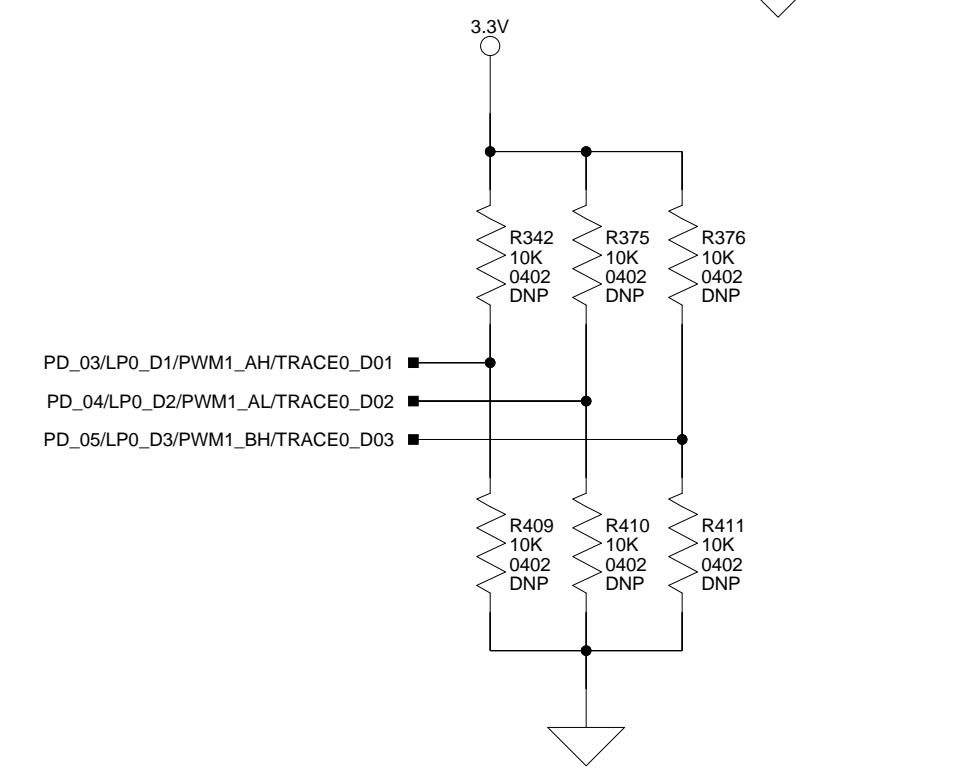 3.3V
R342
10K
0402
DNP
R375
10K
0402
DNP
R376
10K
0402
DNP
PD_03/LP0_D1/PWM1_AH/TRACE0_D01
PD_04/LP0_D2/PWM1_AL/TRACE0_D02
PD_05/LP0_D3/PWM1_BH/TRACE0_D03
R409
10K
0402
DNP
R410
10K
0402
DNP
R411
10K
0402
DNP